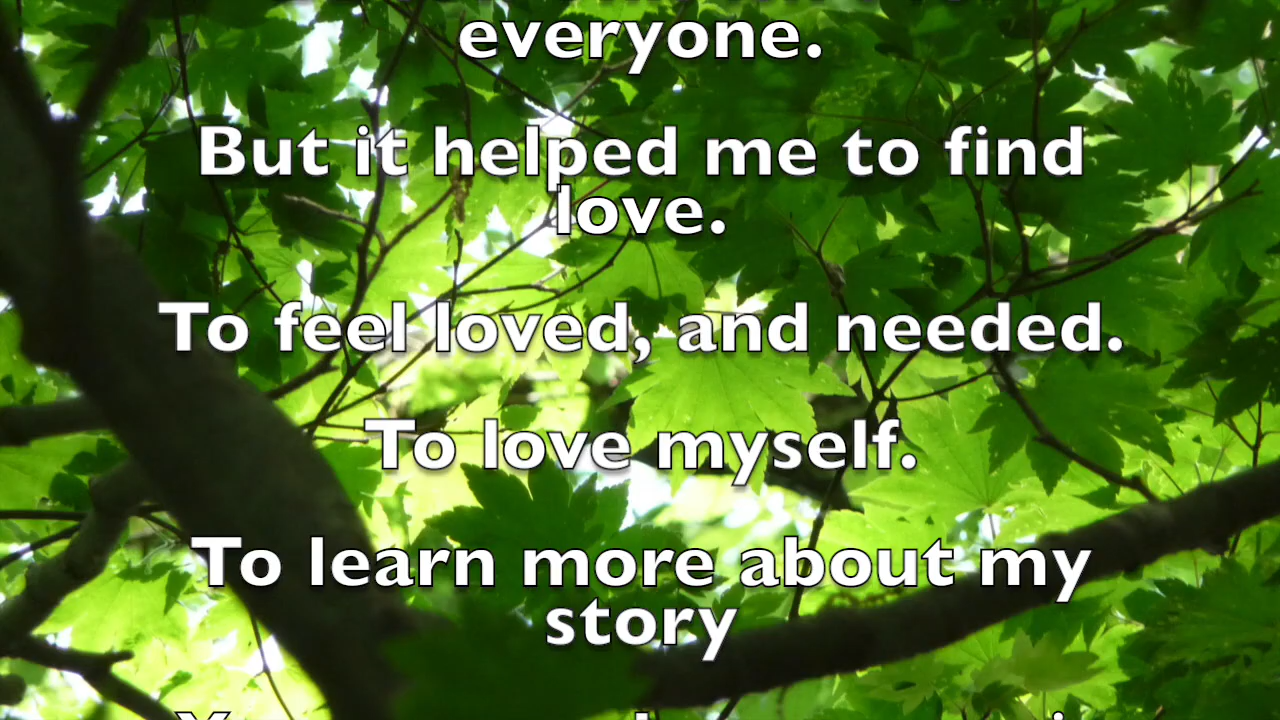 everyone.
But it helped me to find
love.
To feel loved, and needed.
To love myself.
To learn more about my
story